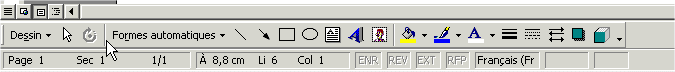 Dessin Formes automatiques A A
Page 1 Sec 1 1/1 À 8,8 cm Li 6 Col 1 ENR REV EXT RFP Français (Fr